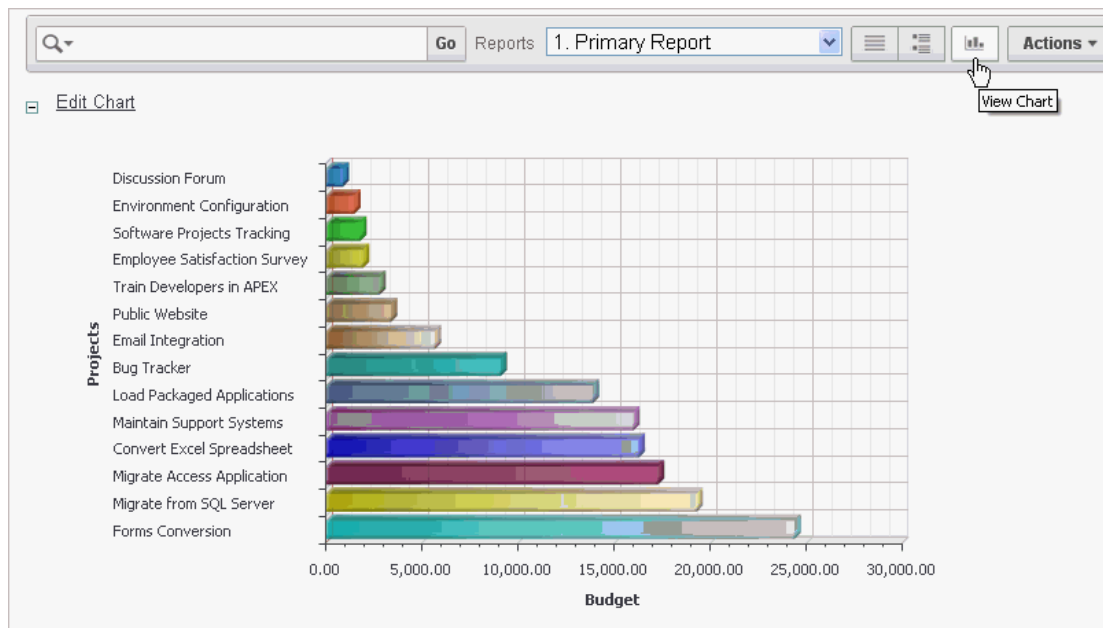 Go Reports 1. Primary Report Actions
View Chart
Edit Chart
Projects
Discussion Forum
Environment Configuration
Software Projects Tracking
Employee Satisfaction Survey
Train Developers in APEX
Public Website
Email Integration
Bug Tracker
Load Packaged Applications
Maintain Support Systems
Convert Excel Spreadsheet
Migrate Access Application
Migrate from SQL Server
Forms Conversion
0.00 5,000.00 10,000.00 15,000.00 20,000.00 25,000.00 30,000.00
Budget